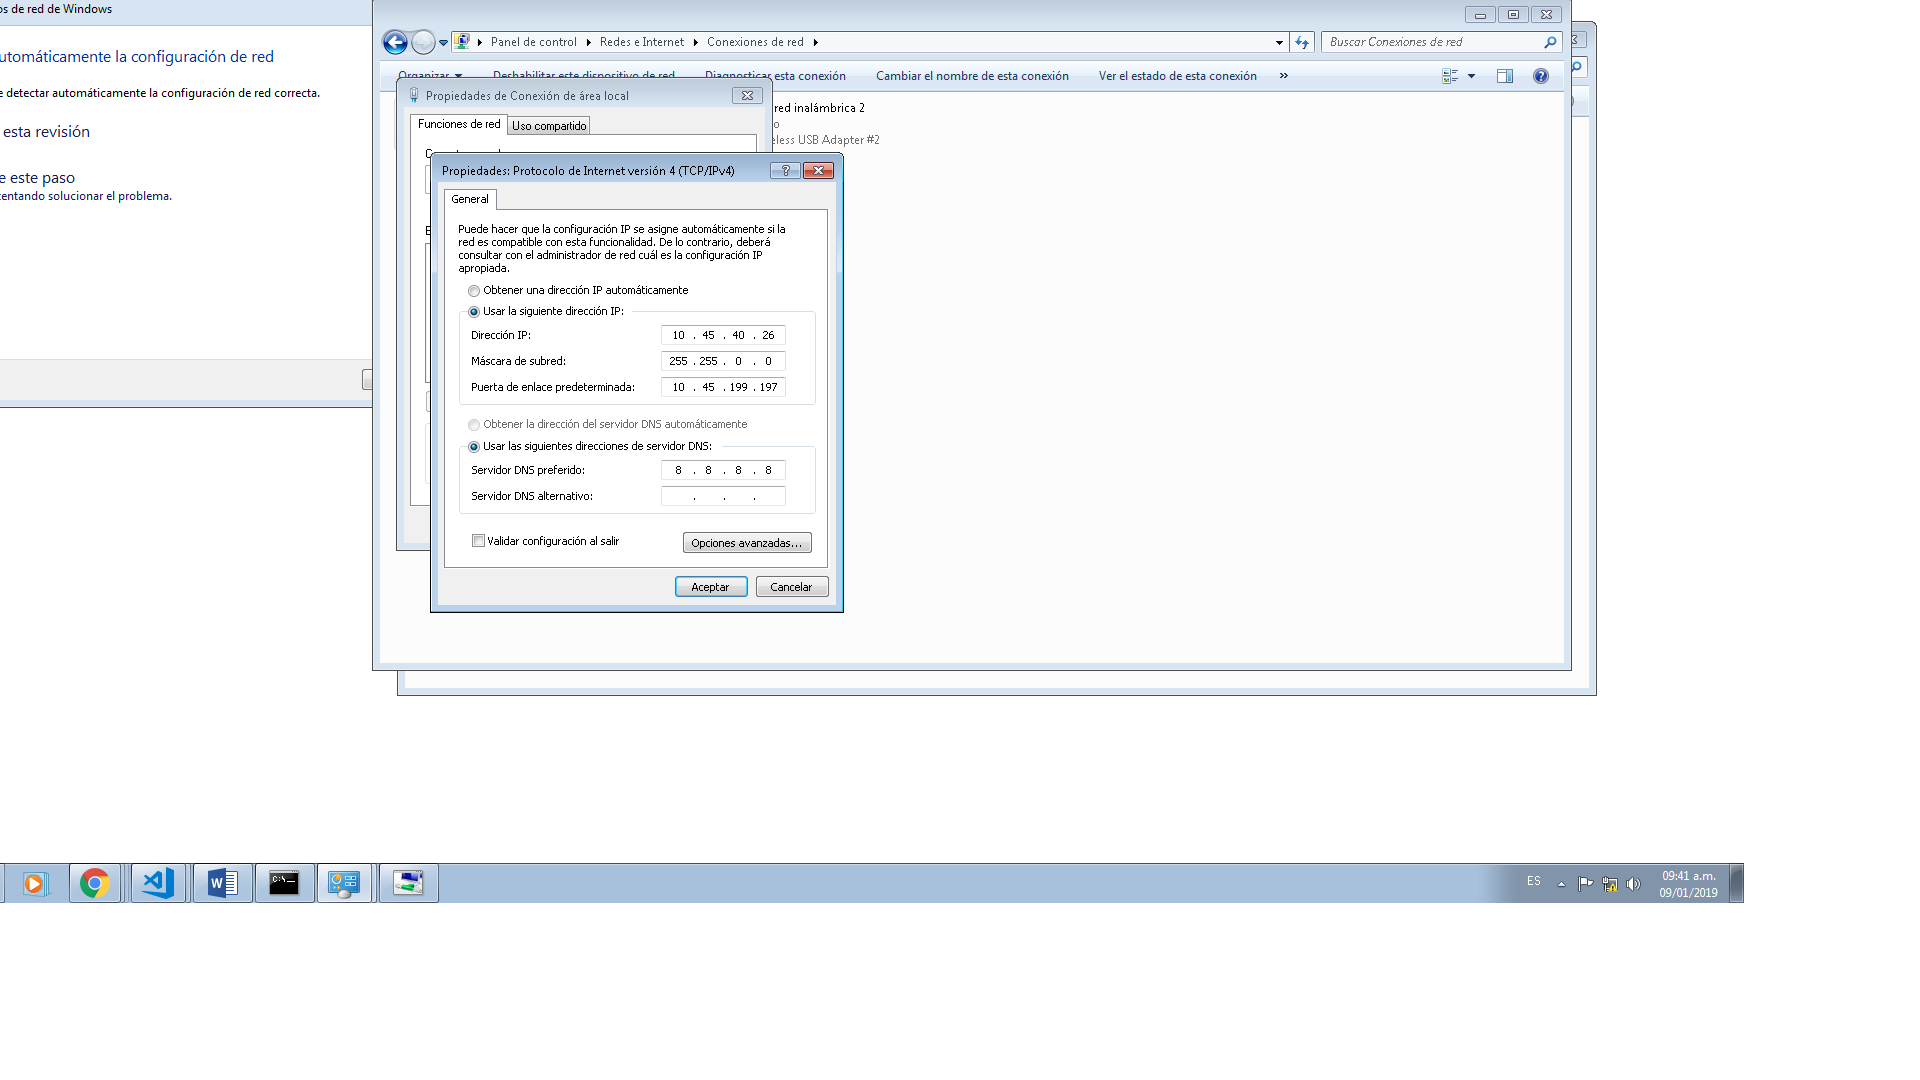 os de red de Windows
utomáticamente la configuración de red
e detectar automáticamente la configuración de red correcta.
esta revisión
e este paso
tentando solucionar el problema.
Panel de control
Redes e Internet
Conexiones de red
Buscar Conexiones de red
Organizar
Deshabilitar este dispositivo de red
Diagnosticar esta conexión
Cambiar el nombre de esta conexión
Ver el estado de esta conexión
»
red inalámbrica 2
o
eless USB Adapter #2
Propiedades de Conexión de área local
Funciones de red
Uso compartido
Propiedades: Protocolo de Internet versión 4 (TCP/IPv4)
General
Puede hacer que la configuración IP se asigne automáticamente si la
red es compatible con esta funcionalidad. De lo contrario, deberá
consultar con el administrador de red cuál es la configuración IP
apropiada.
Obtener una dirección IP automáticamente
Usar la siguiente dirección IP:
Dirección IP: 10 . 45 . 40 . 26
Máscara de subred: 255 . 255 . 0 . 0
Puerta de enlace predeterminada: 10 . 45 . 199 . 197
Obtener la dirección del servidor DNS automáticamente
Usar las siguientes direcciones de servidor DNS:
Servidor DNS preferido: 8 . 8 . 8 . 8
Servidor DNS alternativo: . . .
Validar configuración al salir
Opciones avanzadas...
Aceptar
Cancelar
ES
09:41 a.m.
09/01/2019